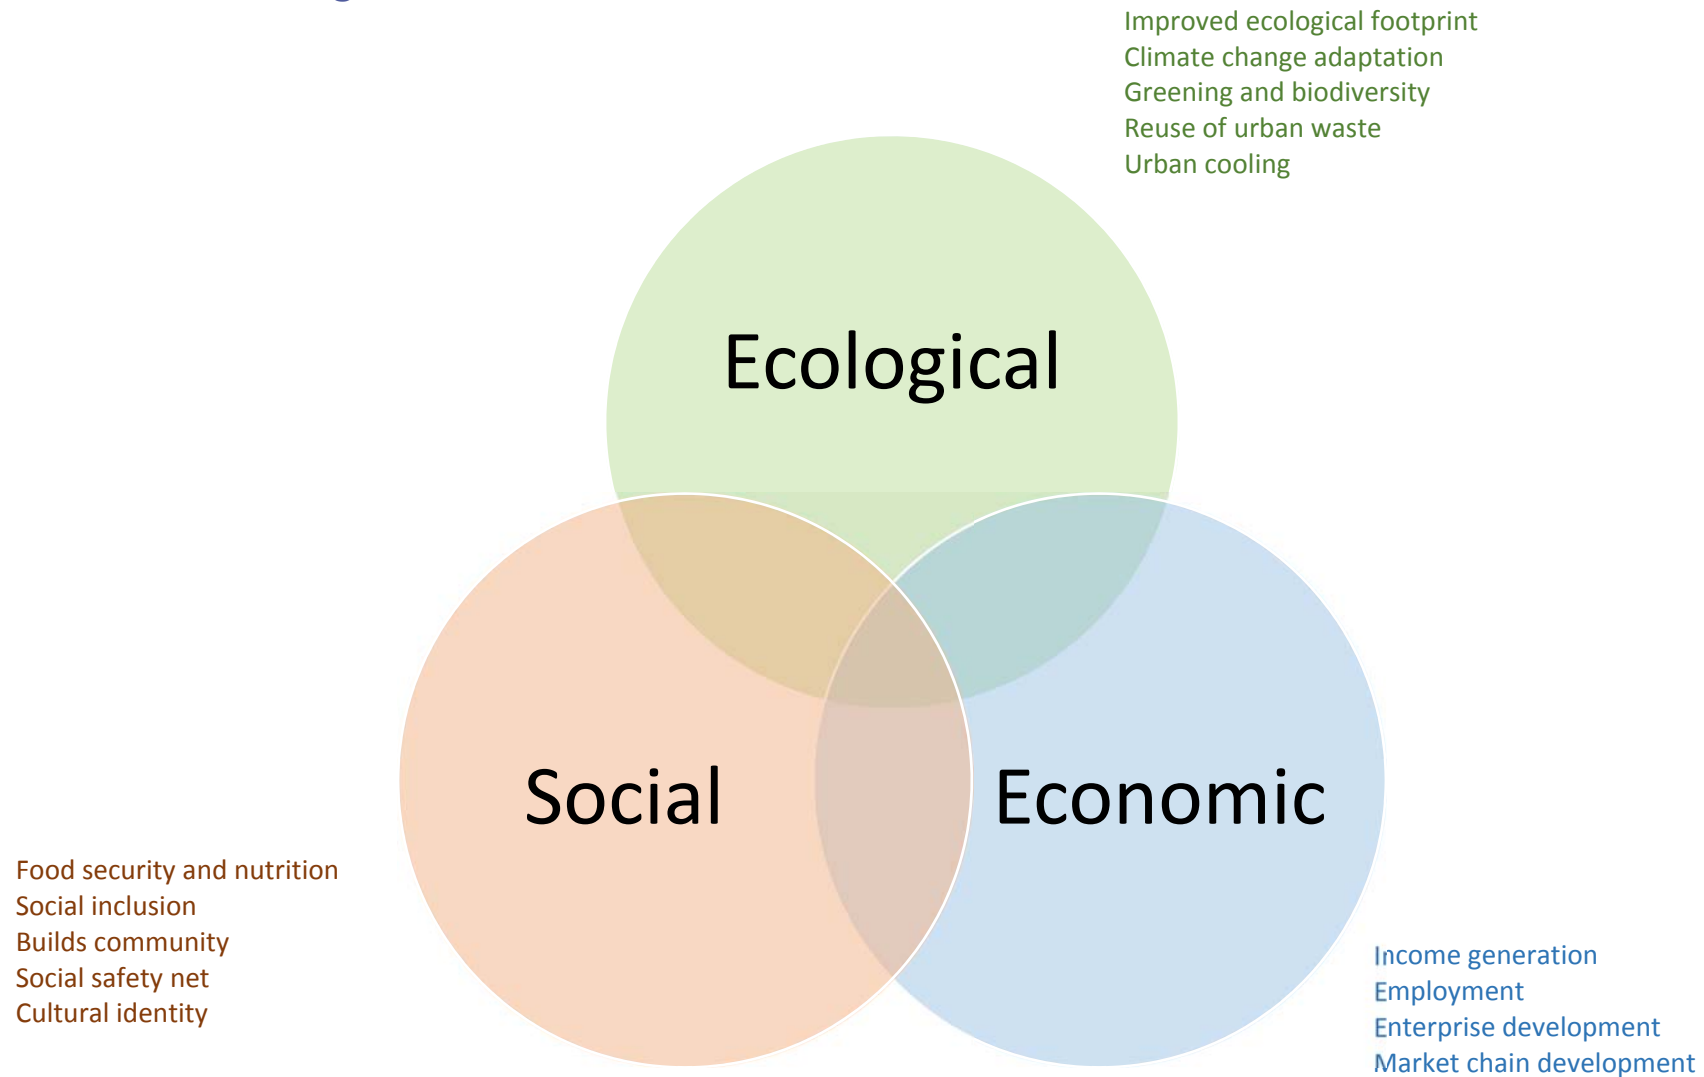 Improved ecological footprint
Climate change adaptation
Greening and biodiversity
Reuse of urban waste
Urban cooling
Ecological
Social
Economic
Food security and nutrition
Social inclusion
Builds community
Social safety net
Cultural identity
Income generation
Employment
Enterprise development
Market chain development